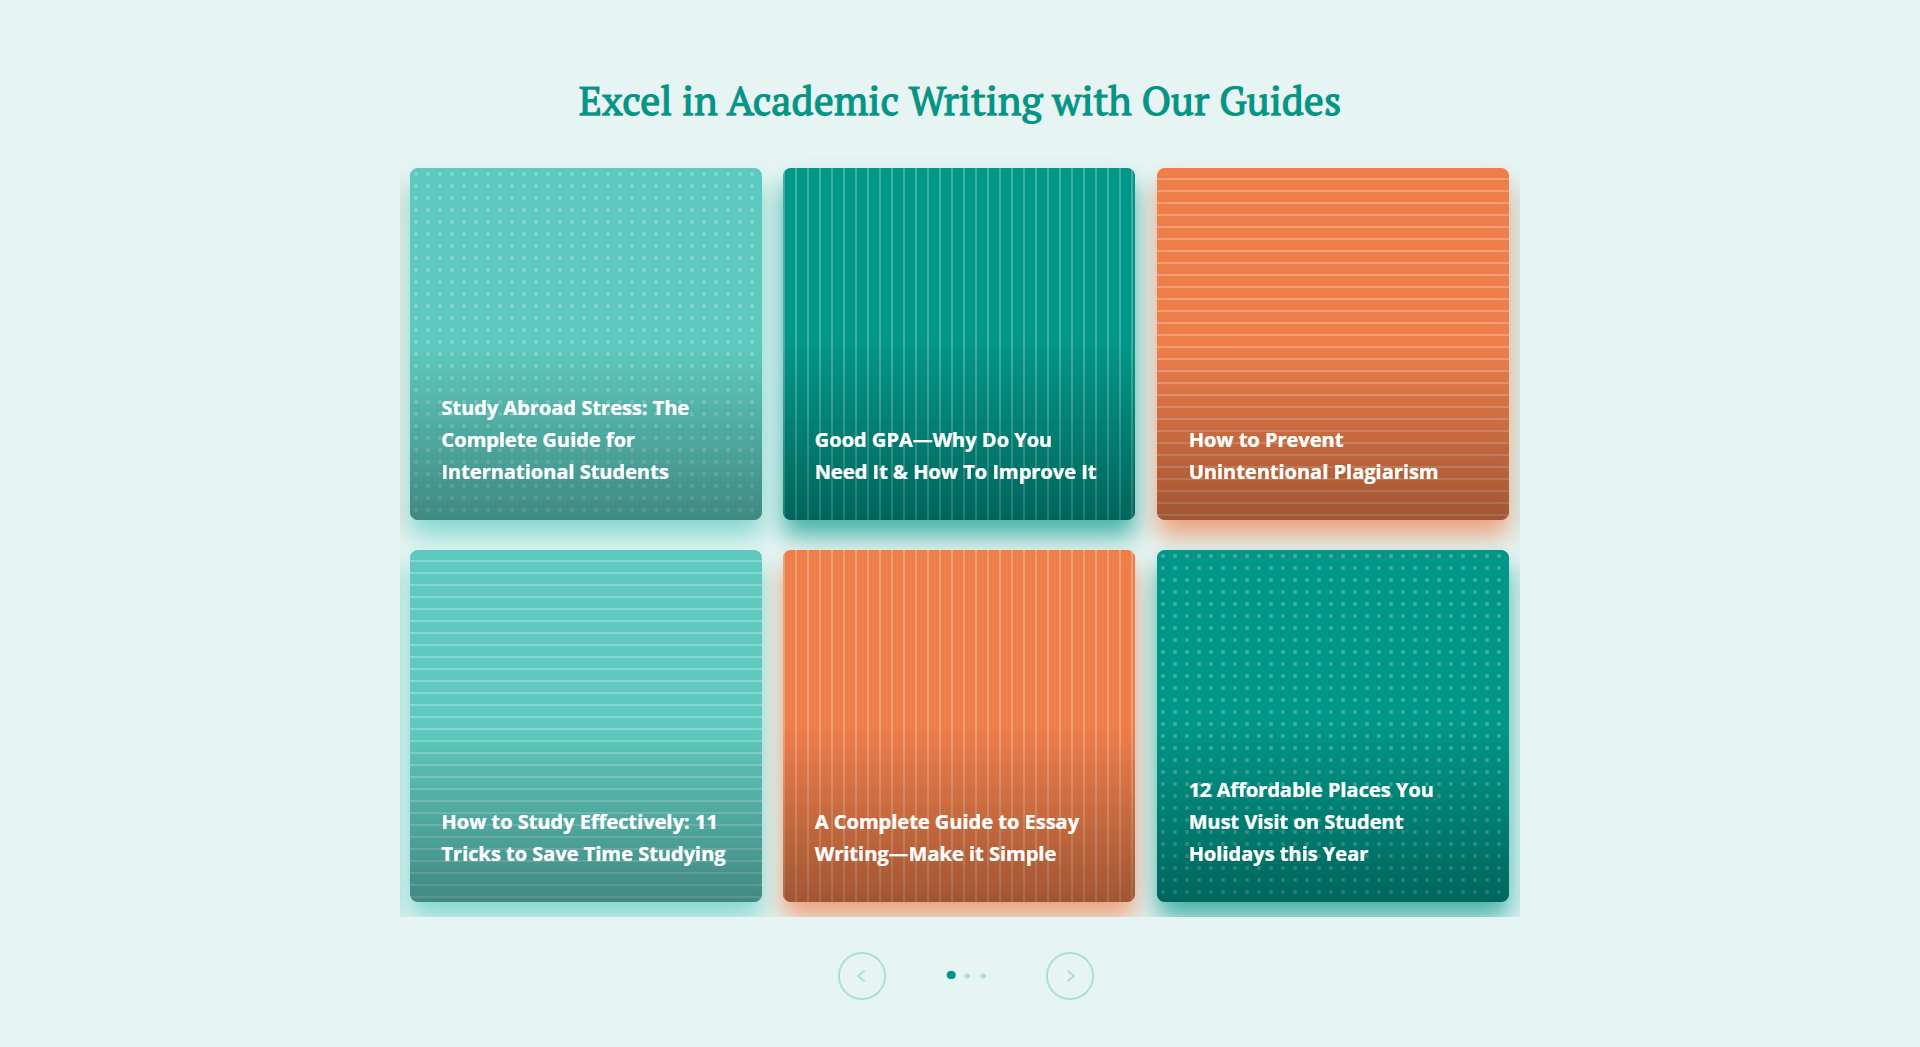 Excel in Academic Writing with Our Guides
Study Abroad Stress: The
Complete Guide for
International Students
Good GPA—Why Do You
Need It & How To Improve It
How to Prevent
Unintentional Plagiarism
How to Study Effectively: 11
Tricks to Save Time Studying
A Complete Guide to Essay
Writing—Make it Simple
12 Affordable Places You
Must Visit on Student
Holidays this Year